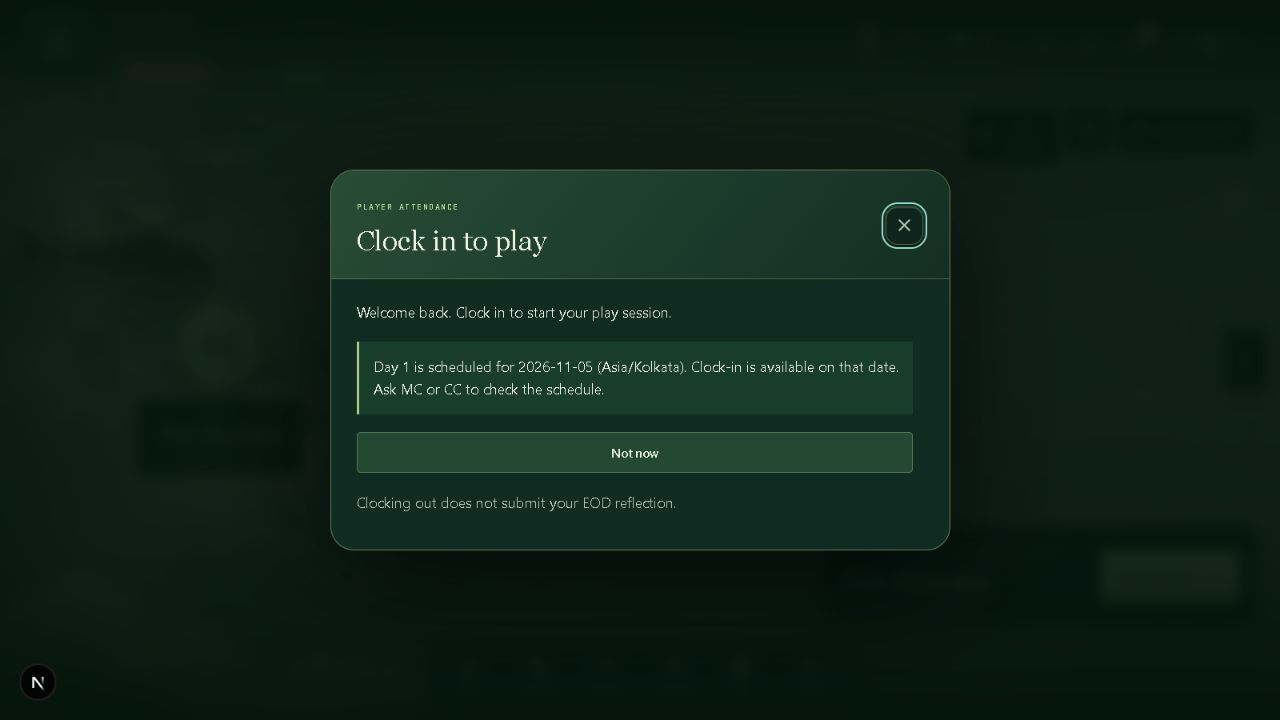 PLAYER ATTENDANCE
Clock in to play
Welcome back. Clock in to start your play session.
Day 1 is scheduled for 2026-11-05 (Asia/Kolkata). Clock-in is available on that date.
Ask MC or CC to check the schedule.
Not now
Clocking out does not submit your EOD reflection.
N